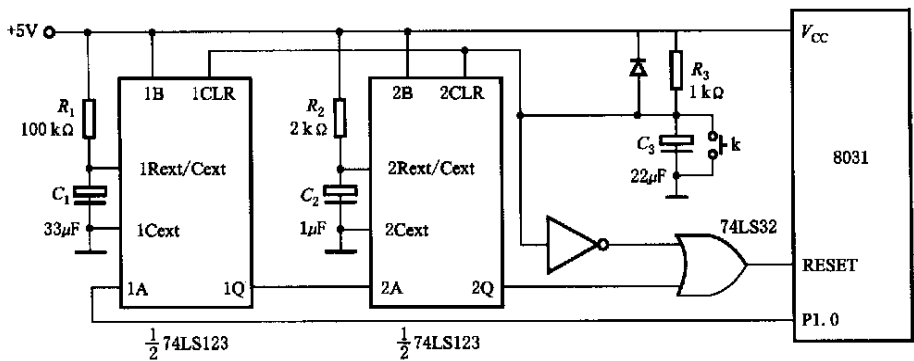 +5V
1B 1CLR
R₁
100 kΩ
1Rext/Cext
C₁
33μF
1Cext
1A 1Q
½ 74LS123
2B 2CLR
R₂
2 kΩ
2Rext/Cext
C₂
1μF
2Cext
2A 2Q
½ 74LS123
R₃
1 kΩ
C₃
22μF
k
74LS32
V_CC
8031
RESET
P1.0